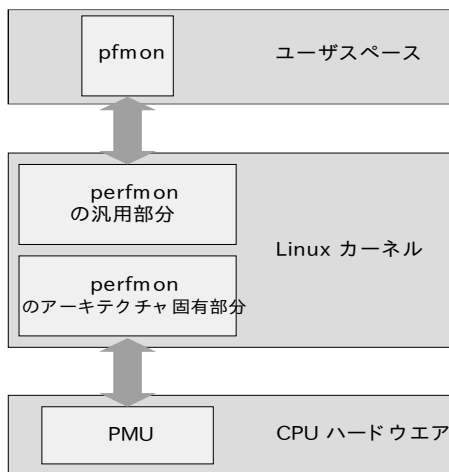 pfmon
ユーザスペース
perfmon
の汎用部分
Linux カーネル
perfmon
のアーキテクチャ固有部分
PMU
CPU ハードウエア